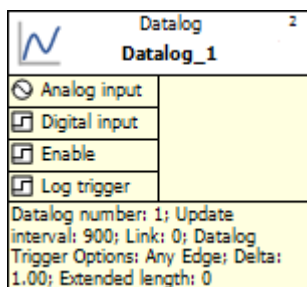 Datalog 2
Datalog_1
Analog input
Digital input
Enable
Log trigger
Datalog number: 1; Update
interval: 900; Link: 0; Datalog
Trigger Options: Any Edge; Delta:
1.00; Extended length: 0